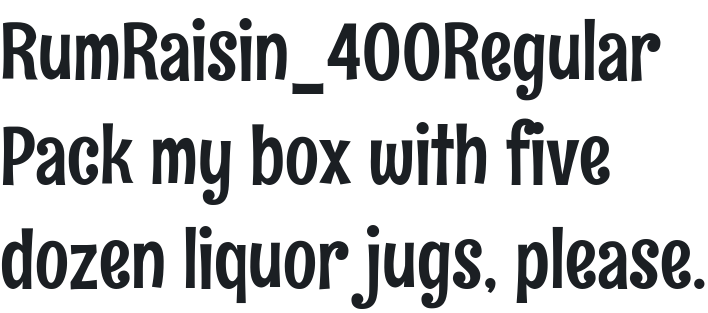 RumRaisin_400Regular
Pack my box with five
dozen liquor jugs, please.